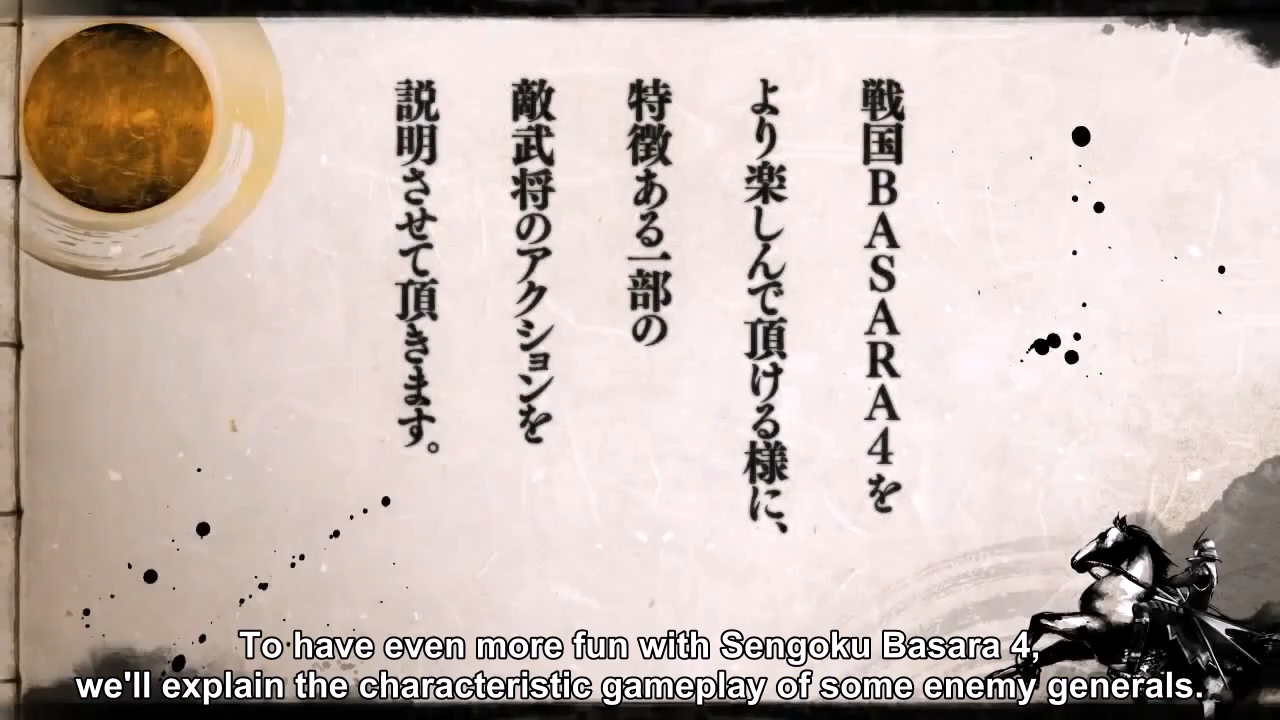 戦国BASARA4を
より楽しんで頂ける様に、
特徴ある一部の
敵武将のアクションを
説明させて頂きます。
To have even more fun with Sengoku Basara 4,
we'll explain the characteristic gameplay of some enemy generals.